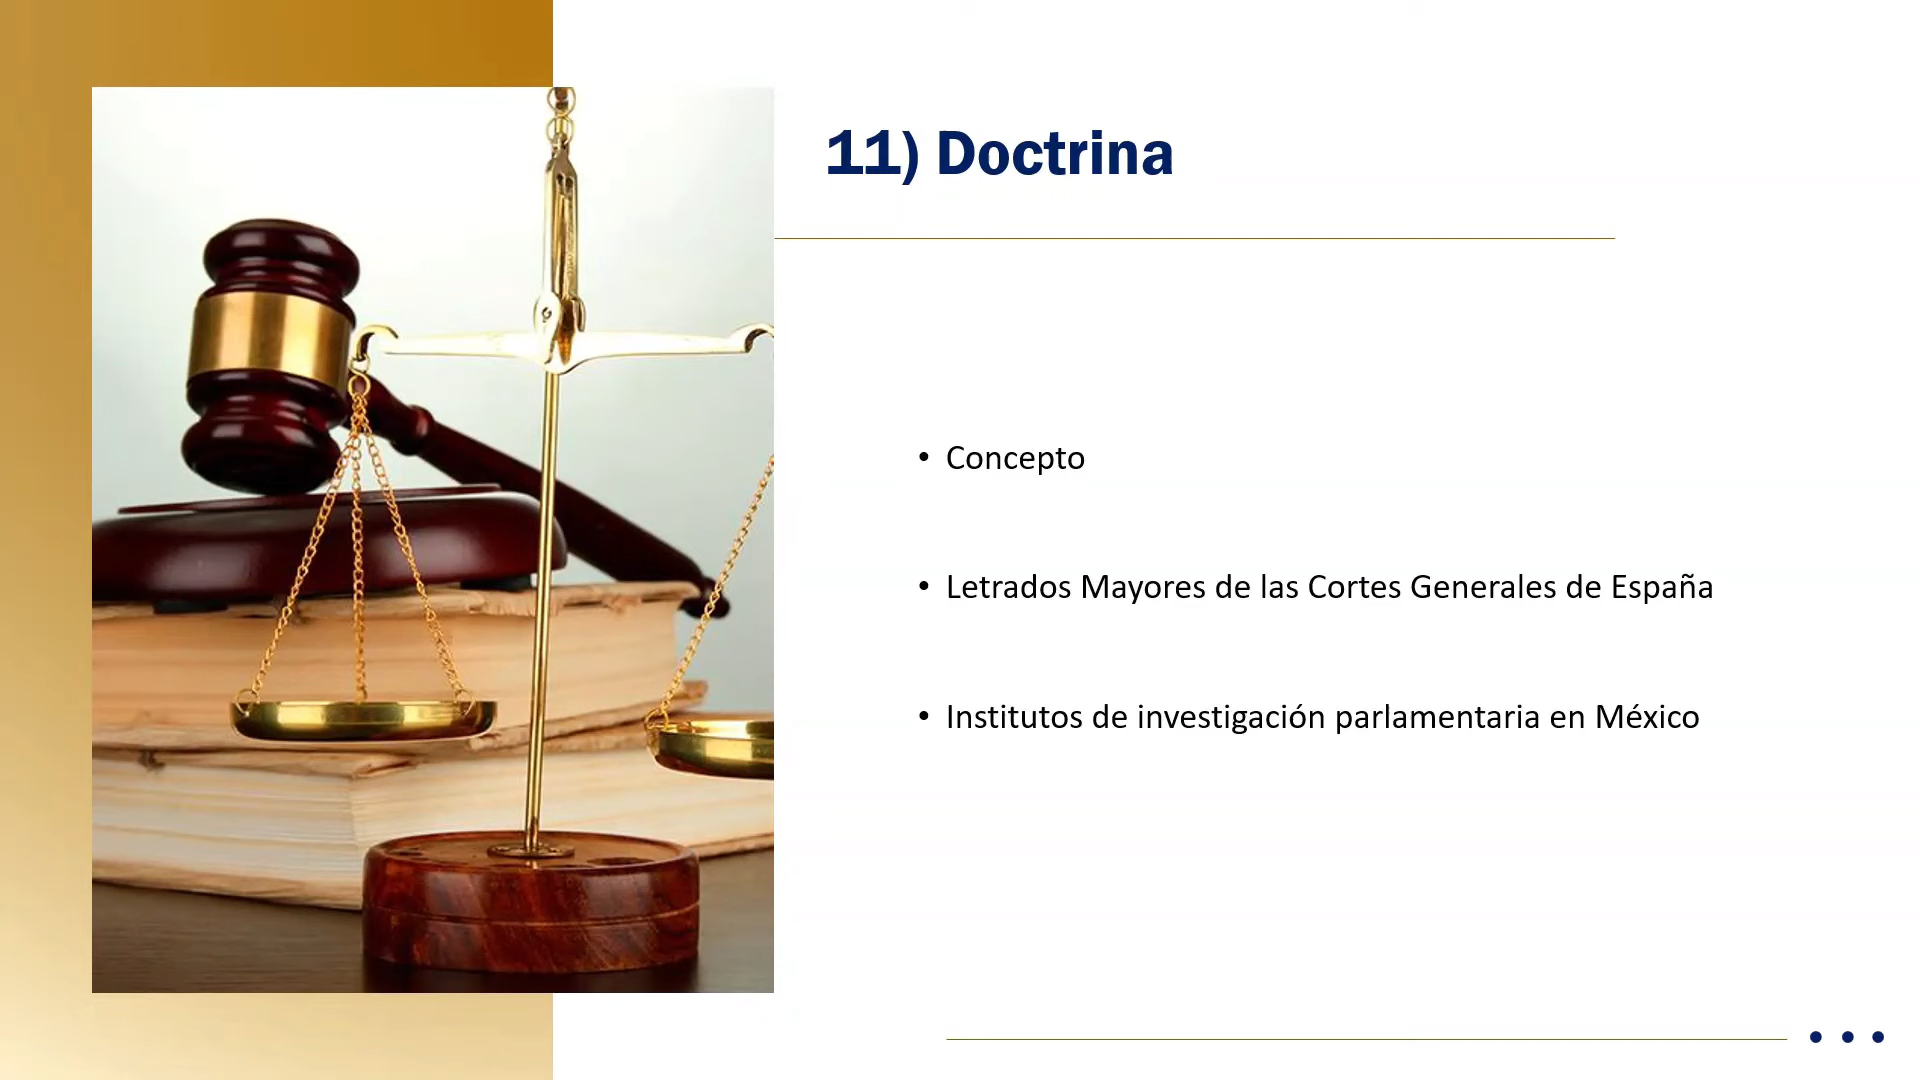 11) Doctrina
• Concepto
• Letrados Mayores de las Cortes Generales de España
• Institutos de investigación parlamentaria en México